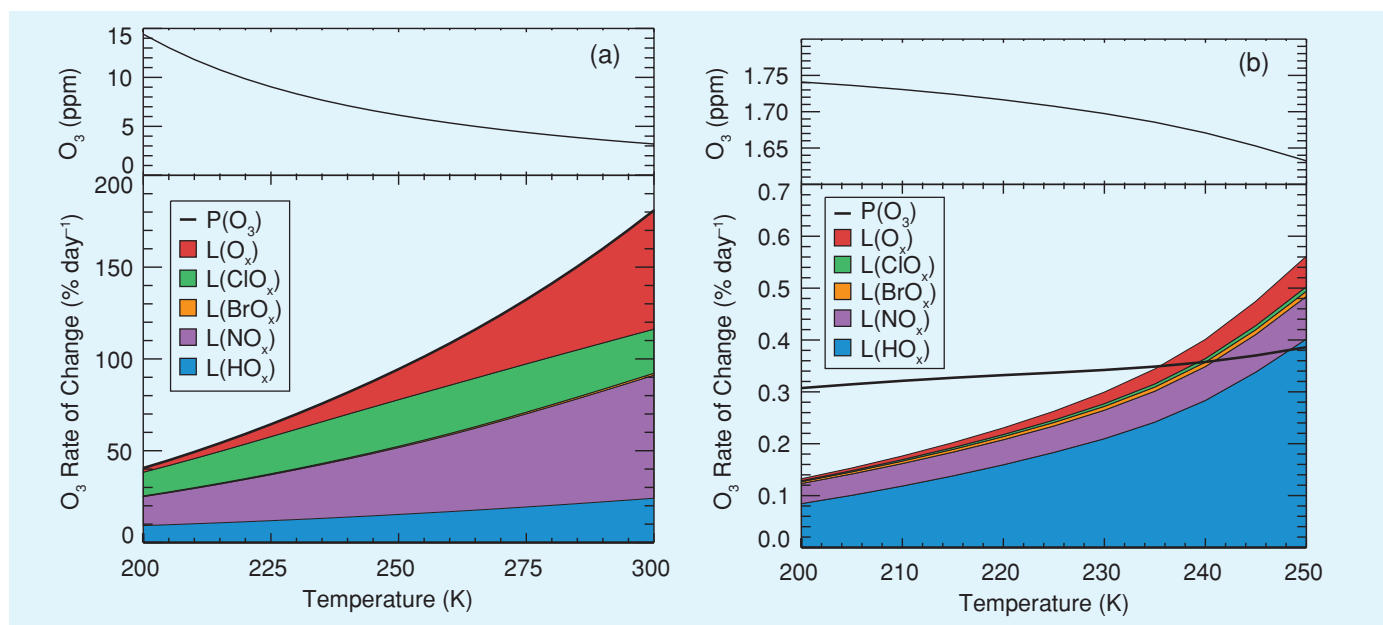 (a)
O3 (ppm)
15
10
5
0
200
150
100
50
0
O3 Rate of Change (% day–1)
P(O3)
L(Ox)
L(ClOx)
L(BrOx)
L(NOx)
L(HOx)
200 225 250 275 300
Temperature (K)
(b)
O3 (ppm)
1.75
1.70
1.65
0.7
0.6
0.5
0.4
0.3
0.2
0.1
0.0
O3 Rate of Change (% day–1)
P(O3)
L(Ox)
L(ClOx)
L(BrOx)
L(NOx)
L(HOx)
200 210 220 230 240 250
Temperature (K)